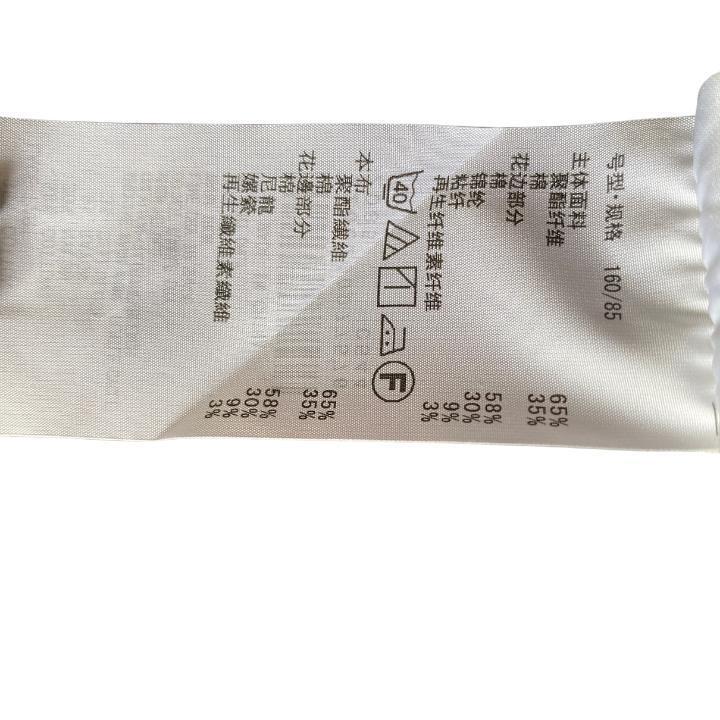 号型·规格 160/85
主体面料
聚酯纤维 65%
棉 35%
花边部分
棉 58%
锦纶 30%
粘纤 9%
再生纤维素纤维 3%
40
F
本布
聚酯纖維 65%
棉 35%
花邊部分
棉 58%
尼龍 30%
嫘縈 9%
再生纖維素纖維 3%